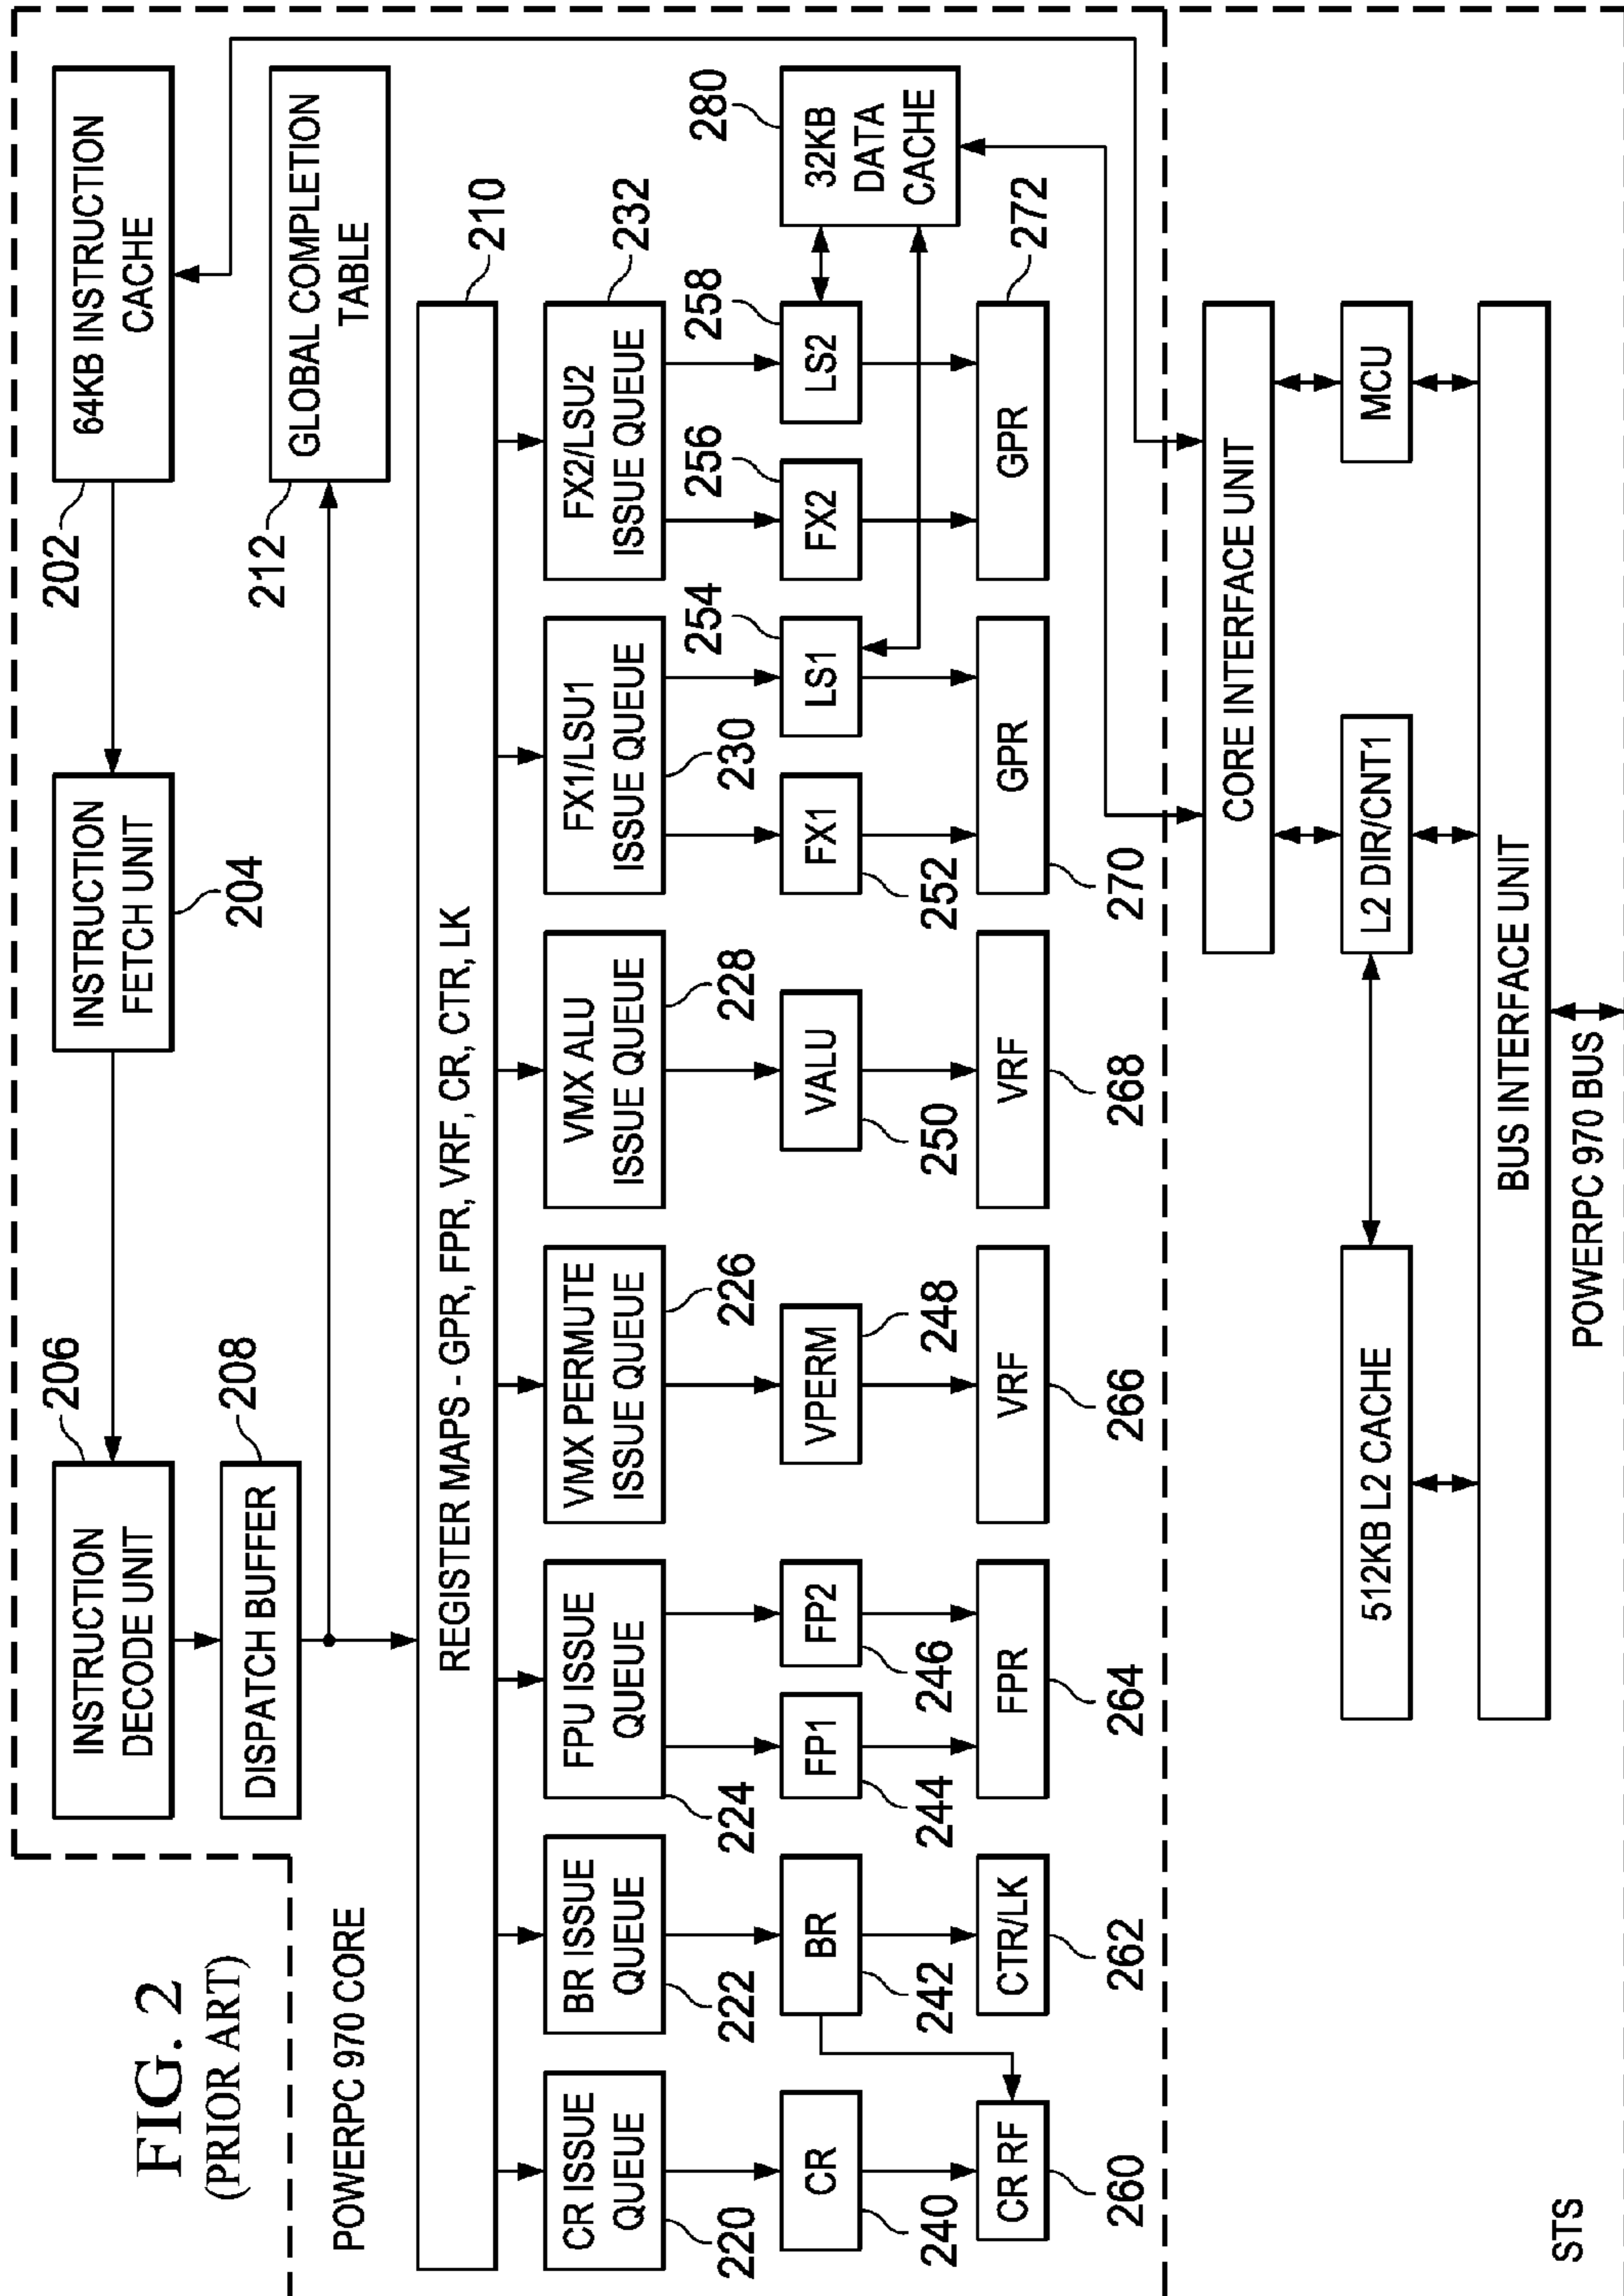 FIG. 2
(PRIOR ART)
206
202
INSTRUCTION
DECODE UNIT
INSTRUCTION
FETCH UNIT
64KB INSTRUCTION
CACHE
204
208
212
DISPATCH BUFFER
GLOBAL COMPLETION
TABLE
POWERPC 970 CORE
REGISTER MAPS - GPR, FPR, VRF, CR, CTR, LK
210
CR ISSUE
QUEUE
BR ISSUE
QUEUE
FPU ISSUE
QUEUE
VMX PERMUTE
ISSUE QUEUE
VMX ALU
ISSUE QUEUE
FX1/LSU1
ISSUE QUEUE
FX2/LSU2
ISSUE QUEUE
232
220
222
224
226
228
230
254
256
258
280
CR
BR
FP1
FP2
VPERM
VALU
FX1
LS1
FX2
LS2
32KB
DATA
CACHE
240
242
244
246
248
250
252
272
CR RF
CTR/LK
FPR
VRF
VRF
GPR
GPR
260
262
264
266
268
270
CORE INTERFACE UNIT
512KB L2 CACHE
L2 DIR/CNT1
MCU
BUS INTERFACE UNIT
STS
POWERPC 970 BUS